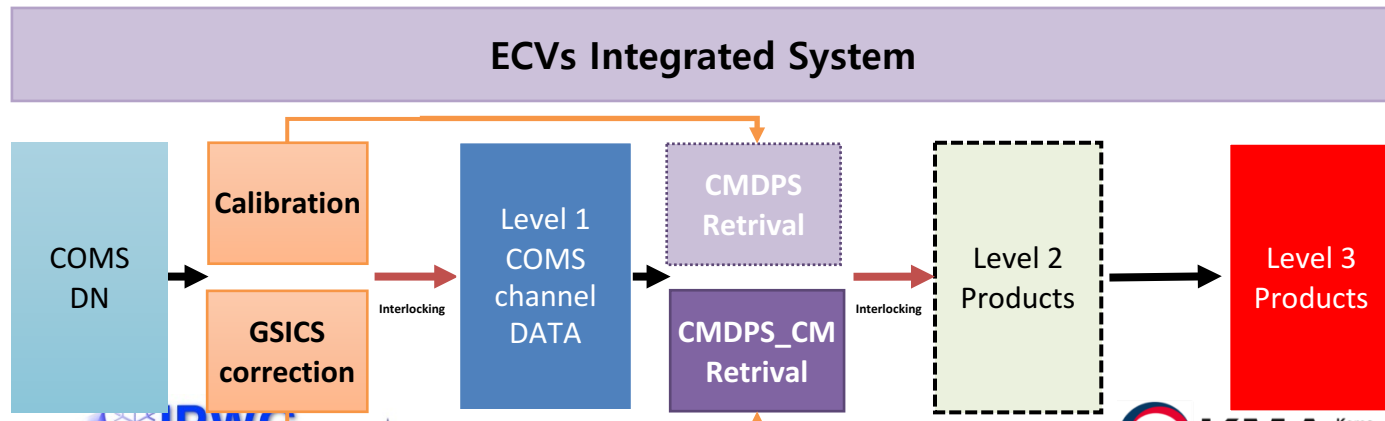 ECVs Integrated System
COMS
DN
Calibration
GSICS
correction
Interlocking
Level 1
COMS
channel
DATA
CMDPS
Retrival
CMDPS_CM
Retrival
Interlocking
Level 2
Products
Level 3
Products